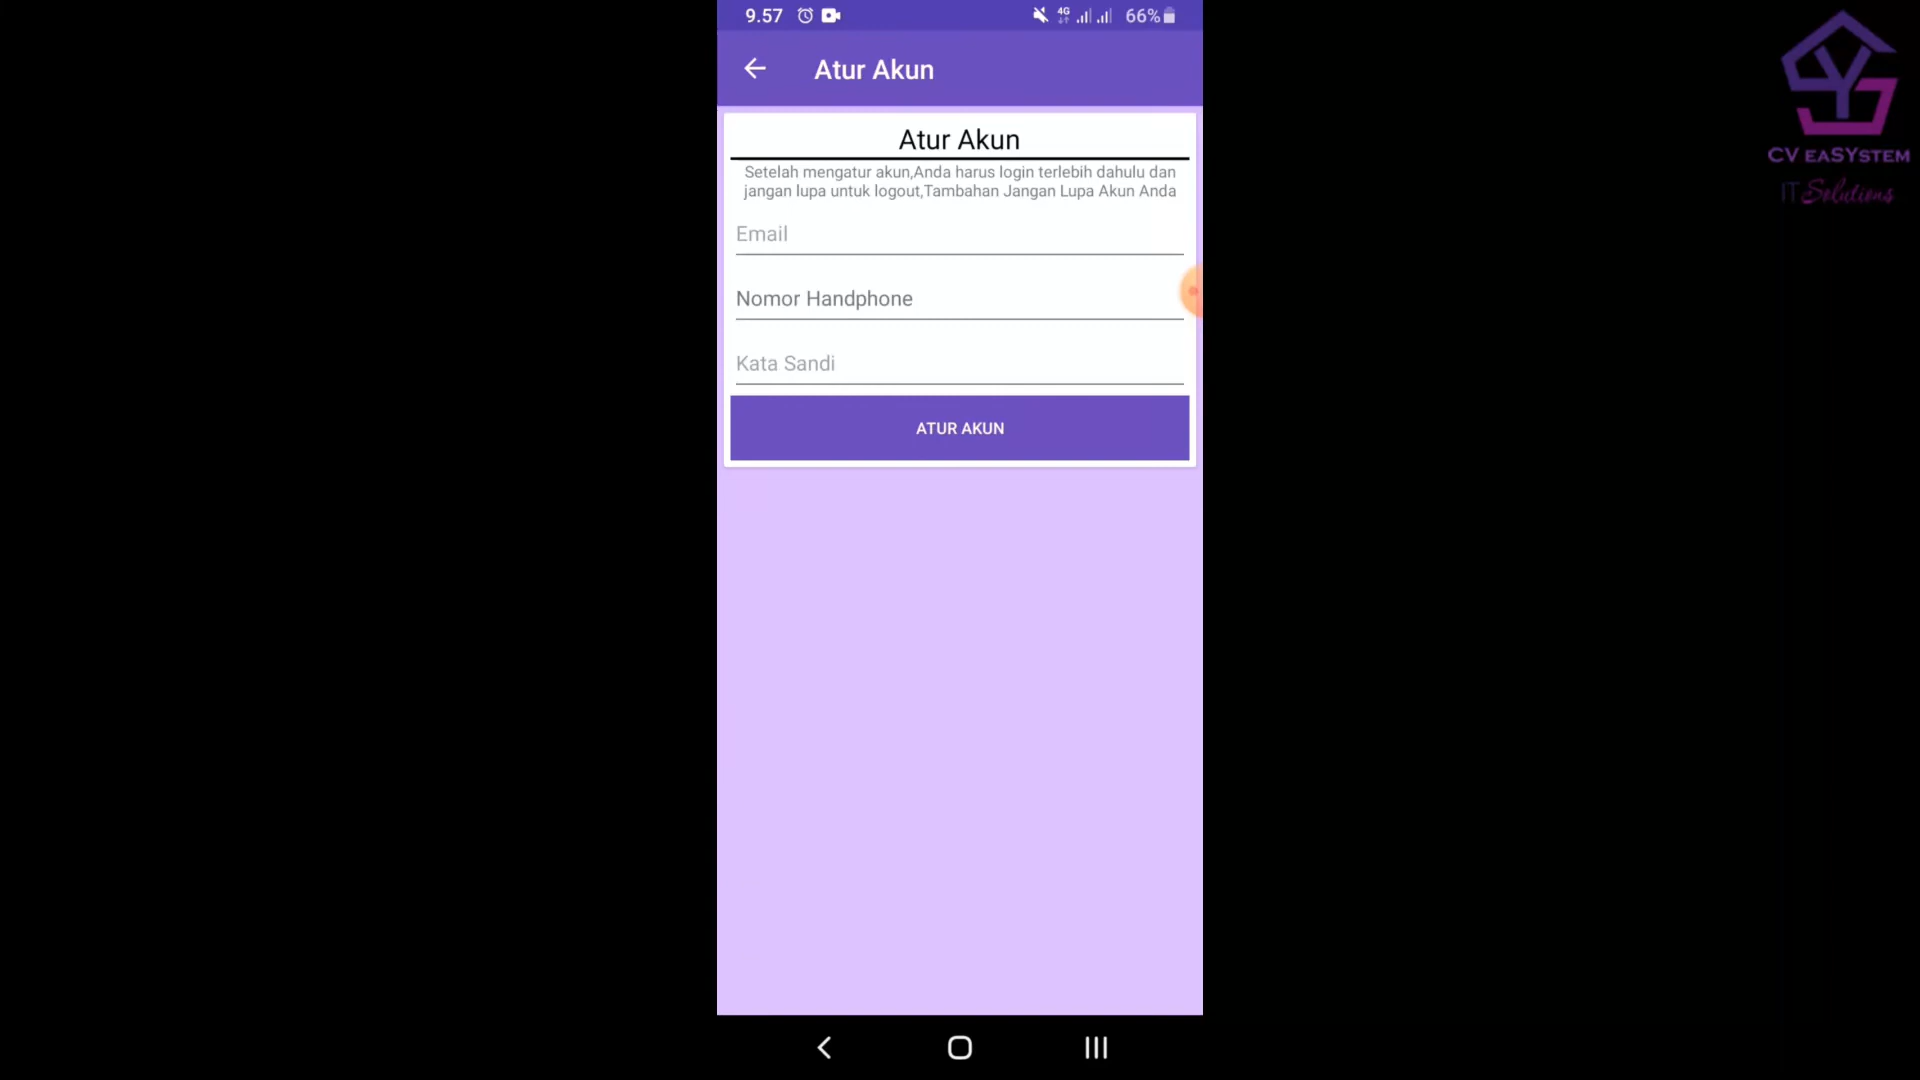 9.57
4G
66%
Atur Akun
Atur Akun
Setelah mengatur akun,Anda harus login terlebih dahulu dan
jangan lupa untuk logout,Tambahan Jangan Lupa Akun Anda
Email
Nomor Handphone
Kata Sandi
ATUR AKUN
CV EASYSTEM
IT Solutions